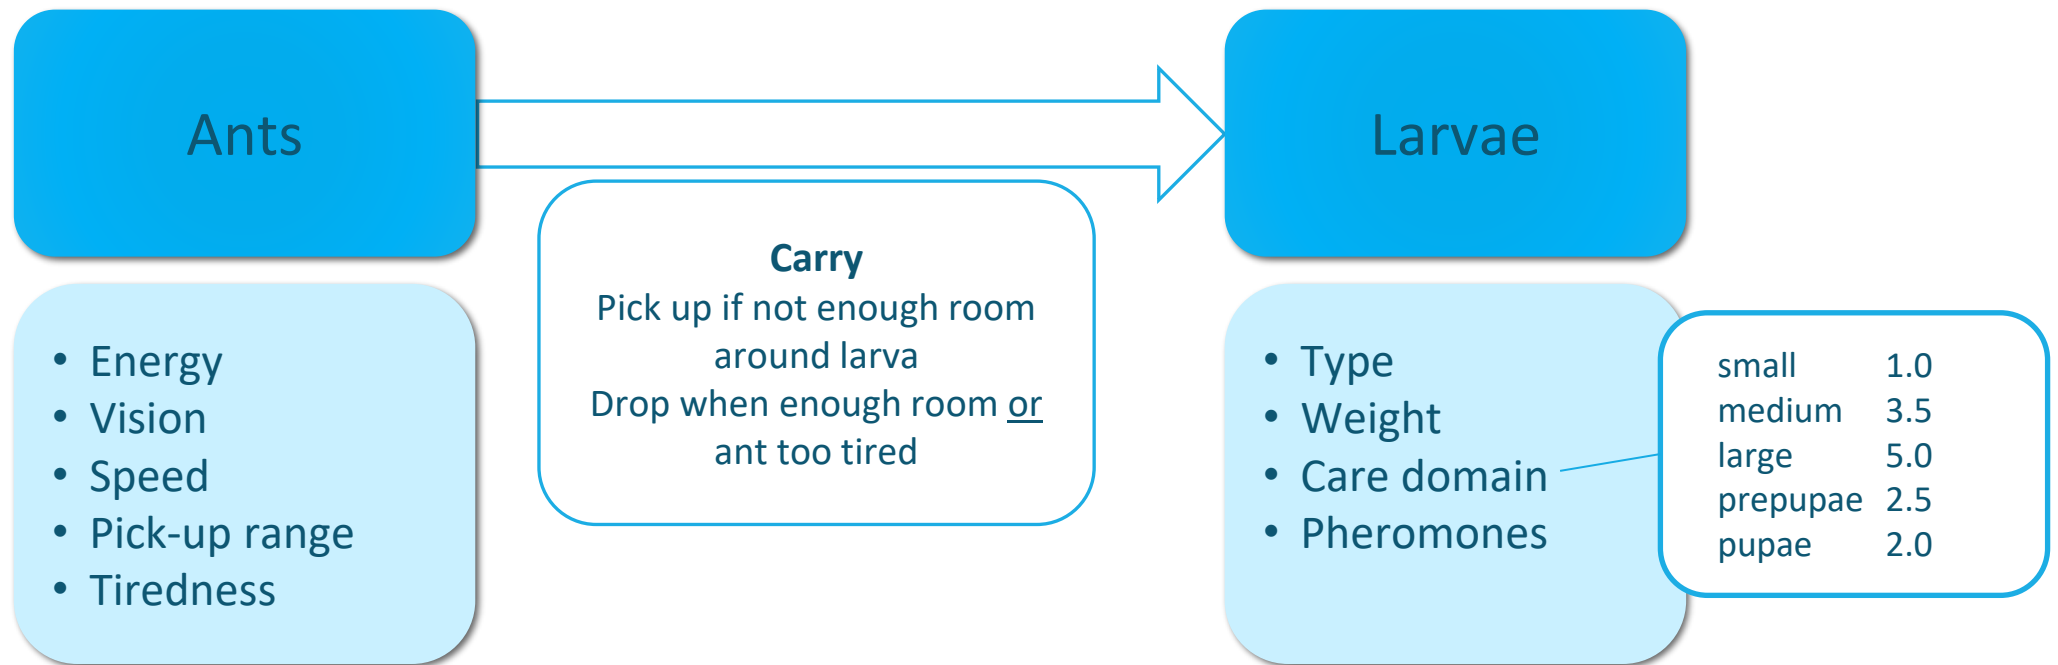 Ants
Larvae
Carry
Pick up if not enough room
around larva
Drop when enough room or
ant too tired
• Energy
• Vision
• Speed
• Pick-up range
• Tiredness
• Type
• Weight
• Care domain
• Pheromones
small 1.0
medium 3.5
large 5.0
prepupae 2.5
pupae 2.0